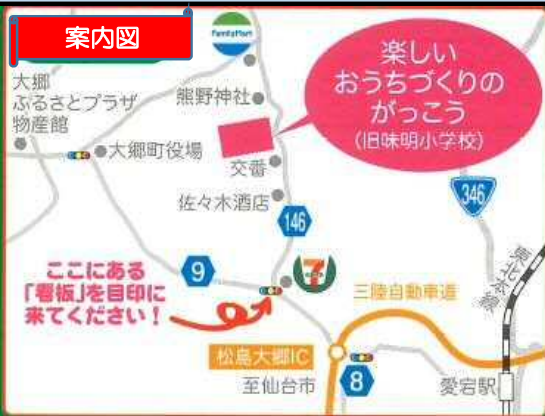 案内図
FamilyMart
楽しい
おうちづくりの
がっこう
(旧味明小学校)
大郷
ふるさとプラザ
物産館
熊野神社
大郷町役場
交番
佐々木酒店
346
146
東北本線
9
7
ここにある
「看板」を目印に
来てください!
三陸自動車道
松島大郷IC
至仙台市
8
愛宕駅